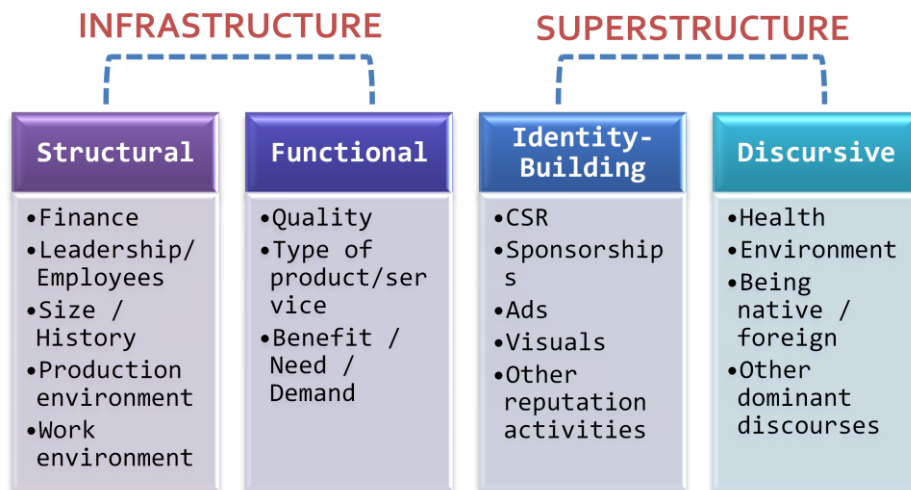 INFRASTRUCTURE
SUPERSTRUCTURE
Structural
•Finance
•Leadership/
Employees
•Size /
History
•Production
environment
•Work
environment
Functional
•Quality
•Type of
product/ser
vice
•Benefit /
Need /
Demand
Identity-
Building
•CSR
•Sponsorship
s
•Ads
•Visuals
•Other
reputation
activities
Discursive
•Health
•Environment
•Being
native /
foreign
•Other
dominant
discourses